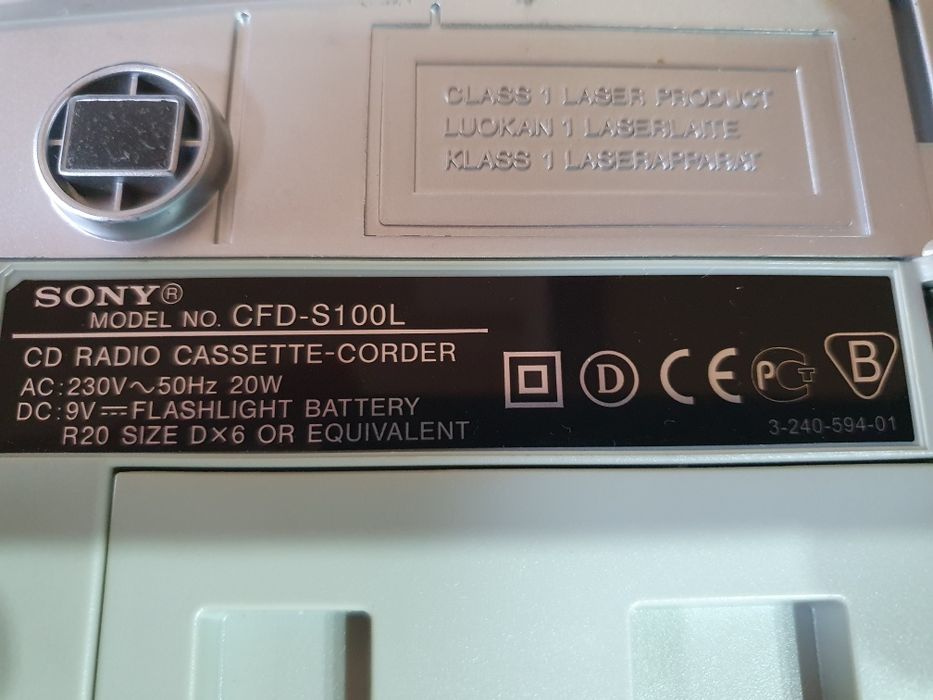 CLASS 1 LASER PRODUCT
LUOKAN 1 LASERLAITE
KLASS 1 LASERAPPARAT
SONY®
MODEL NO. CFD-S100L
CD RADIO CASSETTE-CORDER
AC:230V~50Hz 20W
DC:9V⎓FLASHLIGHT BATTERY
R20 SIZE D×6 OR EQUIVALENT
D CE РСТ B
3-240-594-01